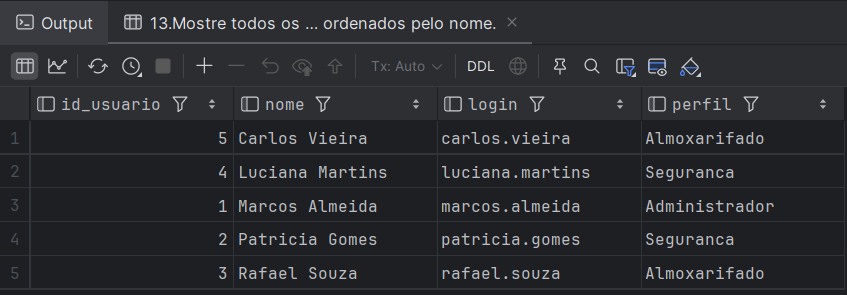 Output 13.Mostre todos os ... ordenados pelo nome.
Tx: Auto DDL
id_usuario nome login perfil
1 5 Carlos Vieira carlos.vieira Almoxarifado
2 4 Luciana Martins luciana.martins Seguranca
3 1 Marcos Almeida marcos.almeida Administrador
4 2 Patricia Gomes patricia.gomes Seguranca
5 3 Rafael Souza rafael.souza Almoxarifado